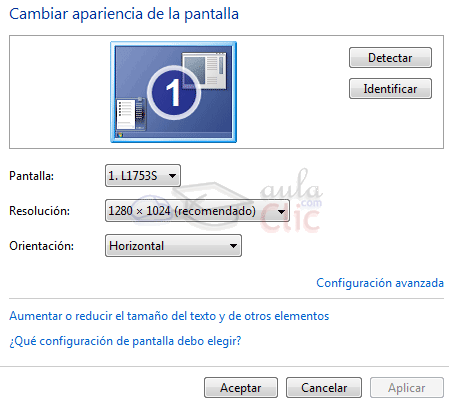 Cambiar apariencia de la pantalla
1
Detectar
Identificar
Pantalla: 1. L1753S
aula
.com
Clic
Resolución: 1280 × 1024 (recomendado)
Orientación: Horizontal
Configuración avanzada
Aumentar o reducir el tamaño del texto y de otros elementos
¿Qué configuración de pantalla debo elegir?
Aceptar Cancelar Aplicar